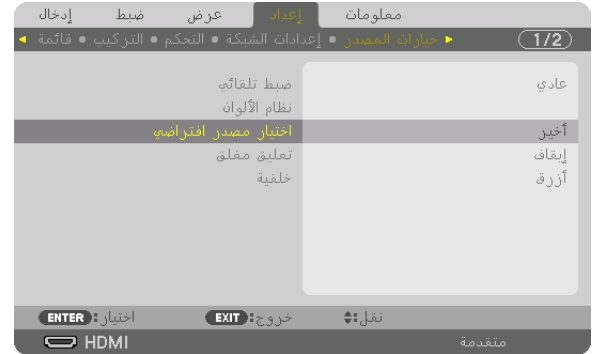 إدخال ضبط عرض إعداد معلومات
قائمة • التركيب • التحكم • إعدادات الشبكة • خيارات المصدر 1/2
ضبط تلقائي عادي
نظام الألوان
اختيار مصدر افتراضي أخير
تعليق مغلق إيقاف
خلفية أزرق
ENTER: اختيار EXIT: خروج نقل:
HDMI متقدمة